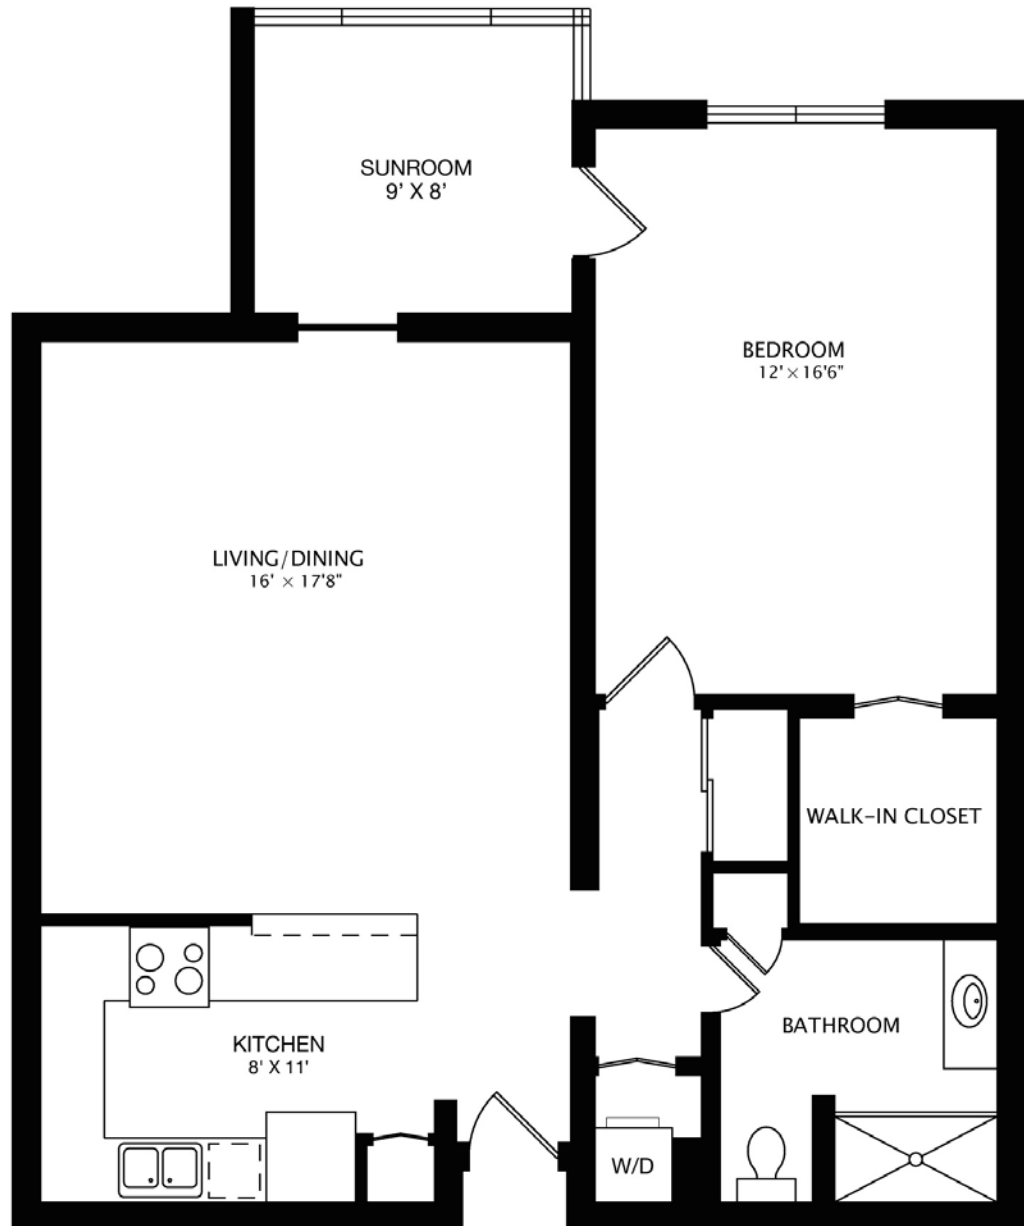 SUNROOM
9' X 8'
BEDROOM
12' × 16'6"
LIVING/DINING
16' × 17'8"
WALK-IN CLOSET
KITCHEN
8' X 11'
BATHROOM
W/D